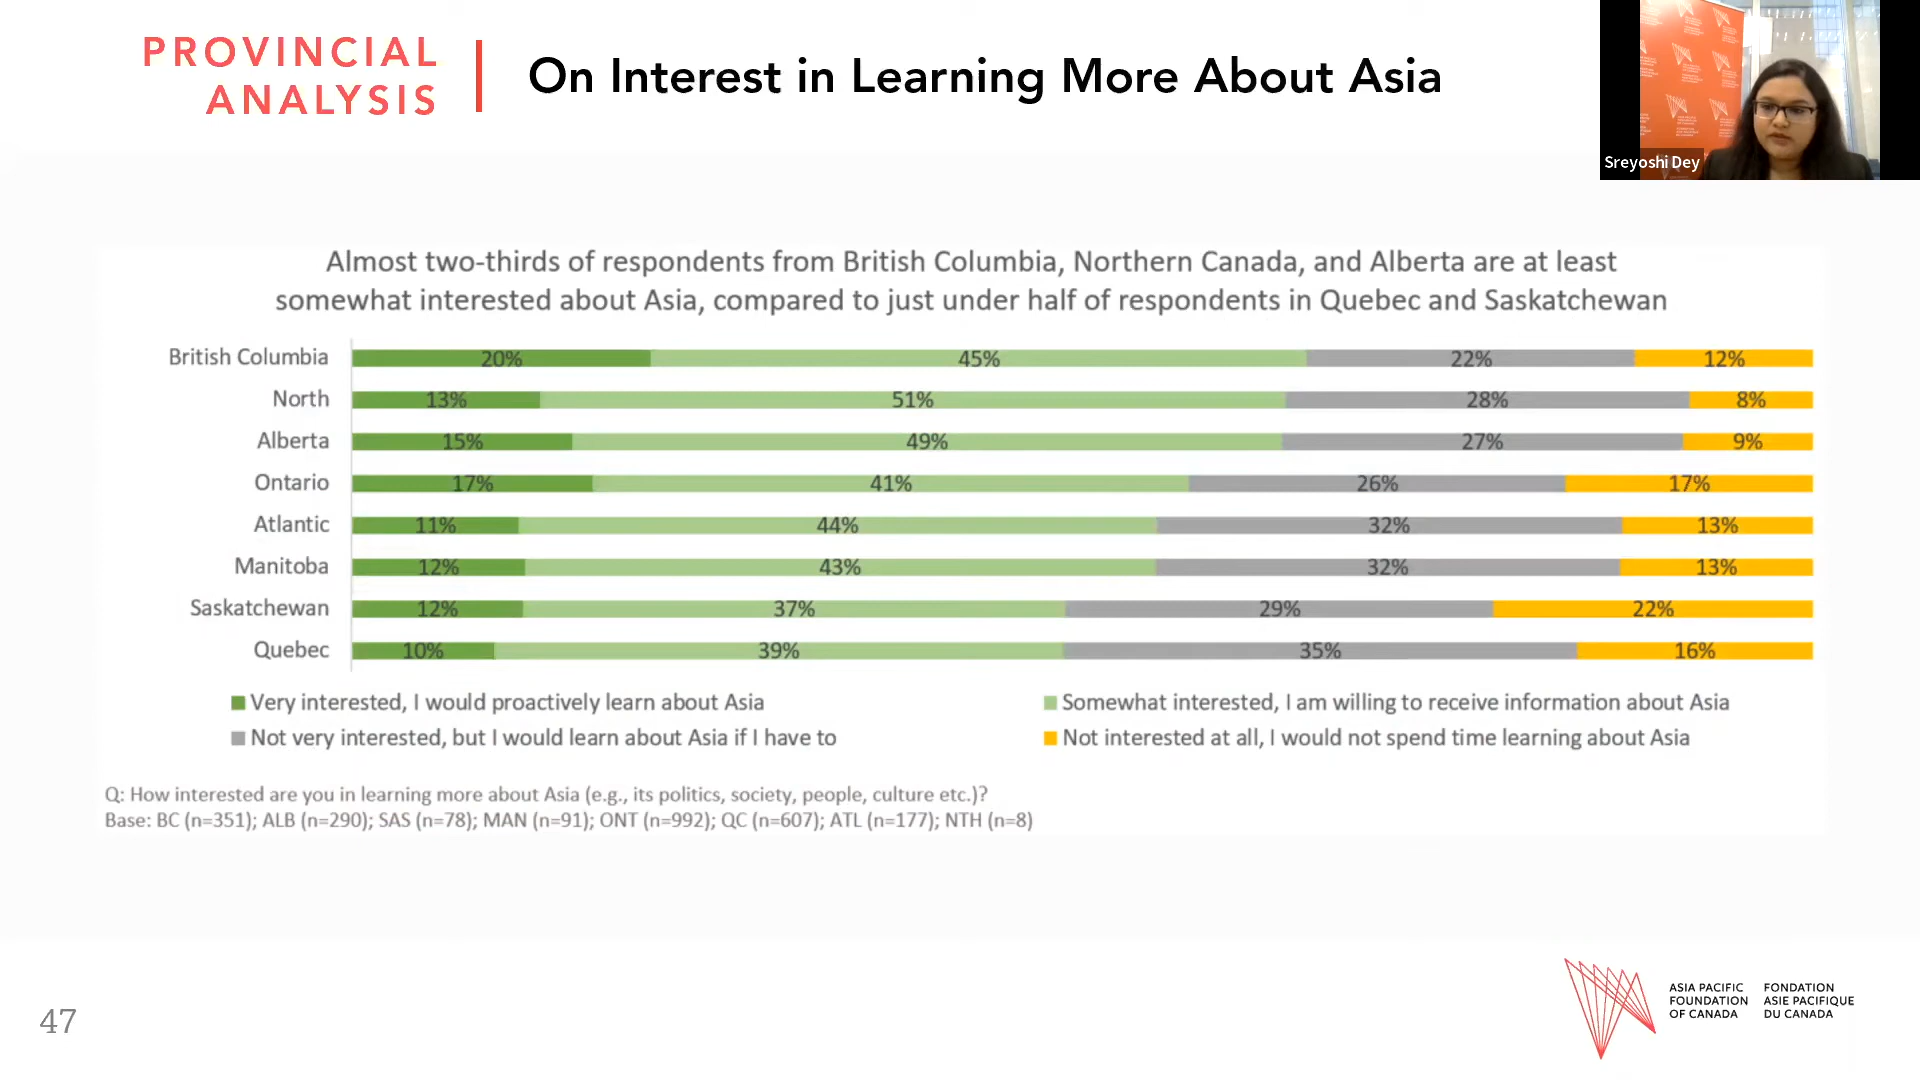 PROVINCIAL
ANALYSIS
On Interest in Learning More About Asia
Sreyoshi Dey
Almost two-thirds of respondents from British Columbia, Northern Canada, and Alberta are at least
somewhat interested about Asia, compared to just under half of respondents in Quebec and Saskatchewan
British Columbia 20% 45% 22% 12%
North 13% 51% 28% 8%
Alberta 15% 49% 27% 9%
Ontario 17% 41% 26% 17%
Atlantic 11% 44% 32% 13%
Manitoba 12% 43% 32% 13%
Saskatchewan 12% 37% 29% 22%
Quebec 10% 39% 35% 16%
Very interested, I would proactively learn about Asia
Somewhat interested, I am willing to receive information about Asia
Not very interested, but I would learn about Asia if I have to
Not interested at all, I would not spend time learning about Asia
Q: How interested are you in learning more about Asia (e.g., its politics, society, people, culture etc.)?
Base: BC (n=351); ALB (n=290); SAS (n=78); MAN (n=91); ONT (n=992); QC (n=607); ATL (n=177); NTH (n=8)
47
ASIA PACIFIC
FOUNDATION
OF CANADA
FONDATION
ASIE PACIFIQUE
DU CANADA